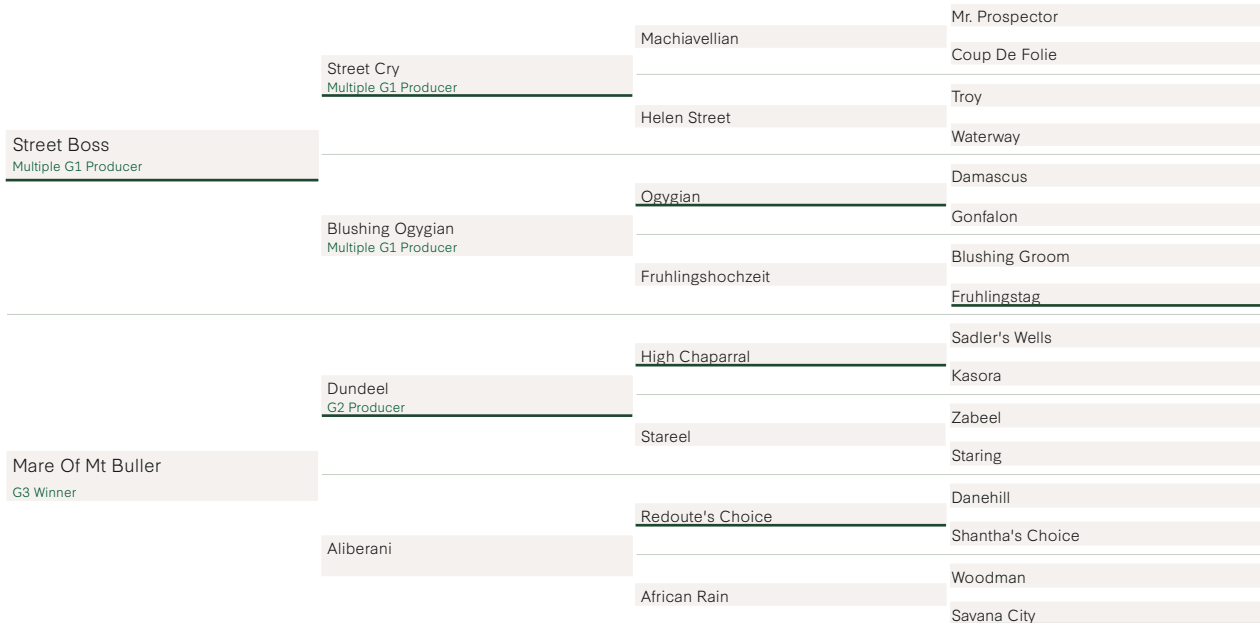 Street Boss
Multiple G1 Producer
Mare Of Mt Buller
G3 Winner
Street Cry
Multiple G1 Producer
Blushing Ogygian
Multiple G1 Producer
Dundeel
G2 Producer
Aliberani
Machiavellian
Helen Street
Ogygian
Fruhlingshochzeit
High Chaparral
Stareel
Redoute's Choice
African Rain
Mr. Prospector
Coup De Folie
Troy
Waterway
Damascus
Gonfalon
Blushing Groom
Fruhlingstag
Sadler's Wells
Kasora
Zabeel
Staring
Danehill
Shantha's Choice
Woodman
Savana City